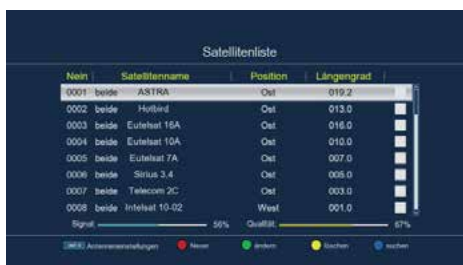 Satellitenliste
Nein Satellitenname Position Längengrad
0001 beide ASTRA Ost 019.2
0002 beide Hotbird Ost 013.0
0003 beide Eutelsat 16A Ost 016.0
0004 beide Eutelsat 10A Ost 010.0
0005 beide Eutelsat 7A Ost 007.0
0006 beide Sirius 3,4 Ost 005.0
0007 beide Telecom 2C Ost 003.0
0008 beide Intelsat 10-02 West 001.0
Signal: 56% Qualität: 67%
Antenneneinstellungen Neuer ändern löschen suchen